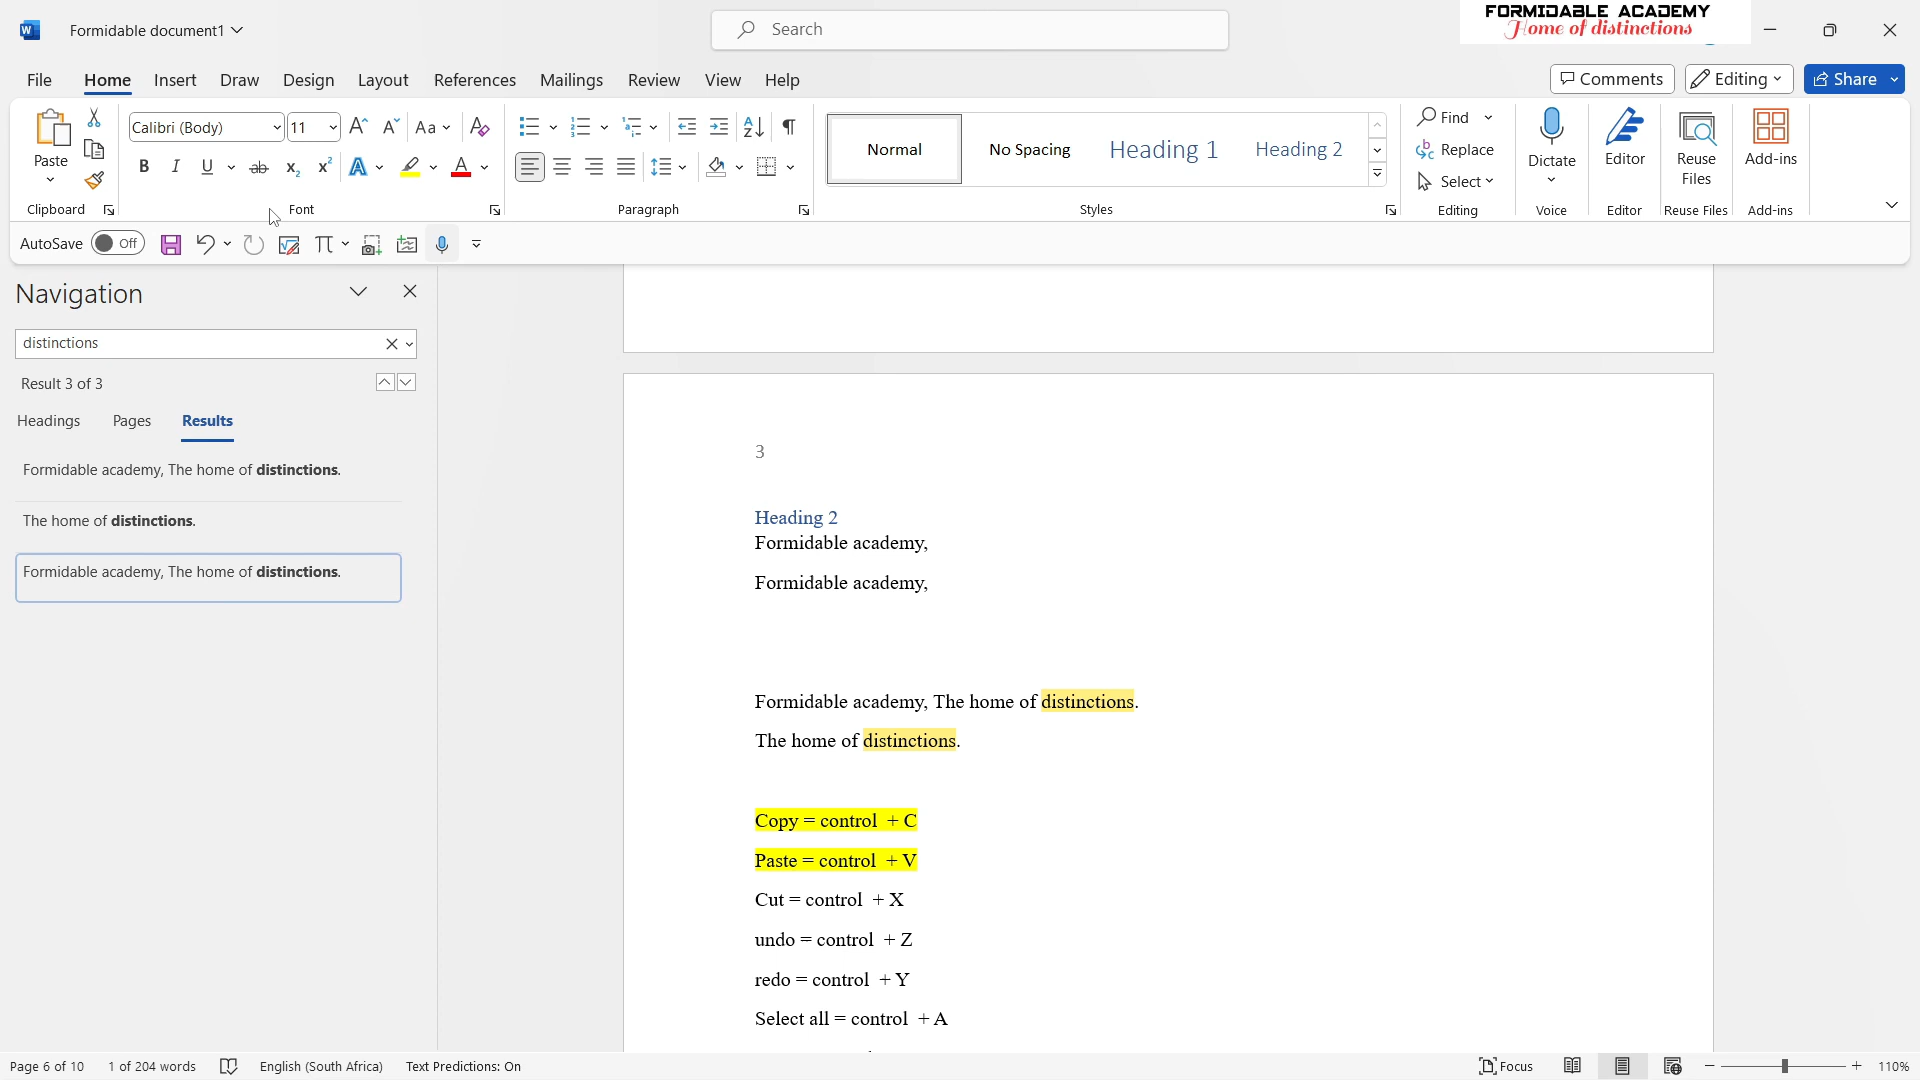 Formidable document1
Search
FORMIDABLE ACADEMY
Home of distinctions
File Home Insert Draw Design Layout References Mailings Review View Help
Comments Editing Share
Paste
Calibri (Body) 11
Aa
B I U ab x₂ x² A A
Normal No Spacing Heading 1 Heading 2
Find
Replace
Select
Dictate
Editor
Reuse
Files
Add-ins
Clipboard Font Paragraph Styles Editing Voice Editor Reuse Files Add-ins
AutoSave Off
Navigation
distinctions
Result 3 of 3
Headings Pages Results
Formidable academy, The home of distinctions.
The home of distinctions.
Formidable academy, The home of distinctions.
3
Heading 2
Formidable academy,
Formidable academy,
Formidable academy, The home of distinctions.
The home of distinctions.
Copy = control + C
Paste = control + V
Cut = control + X
undo = control + Z
redo = control + Y
Select all = control + A
Page 6 of 10 1 of 204 words English (South Africa) Text Predictions: On Focus 110%